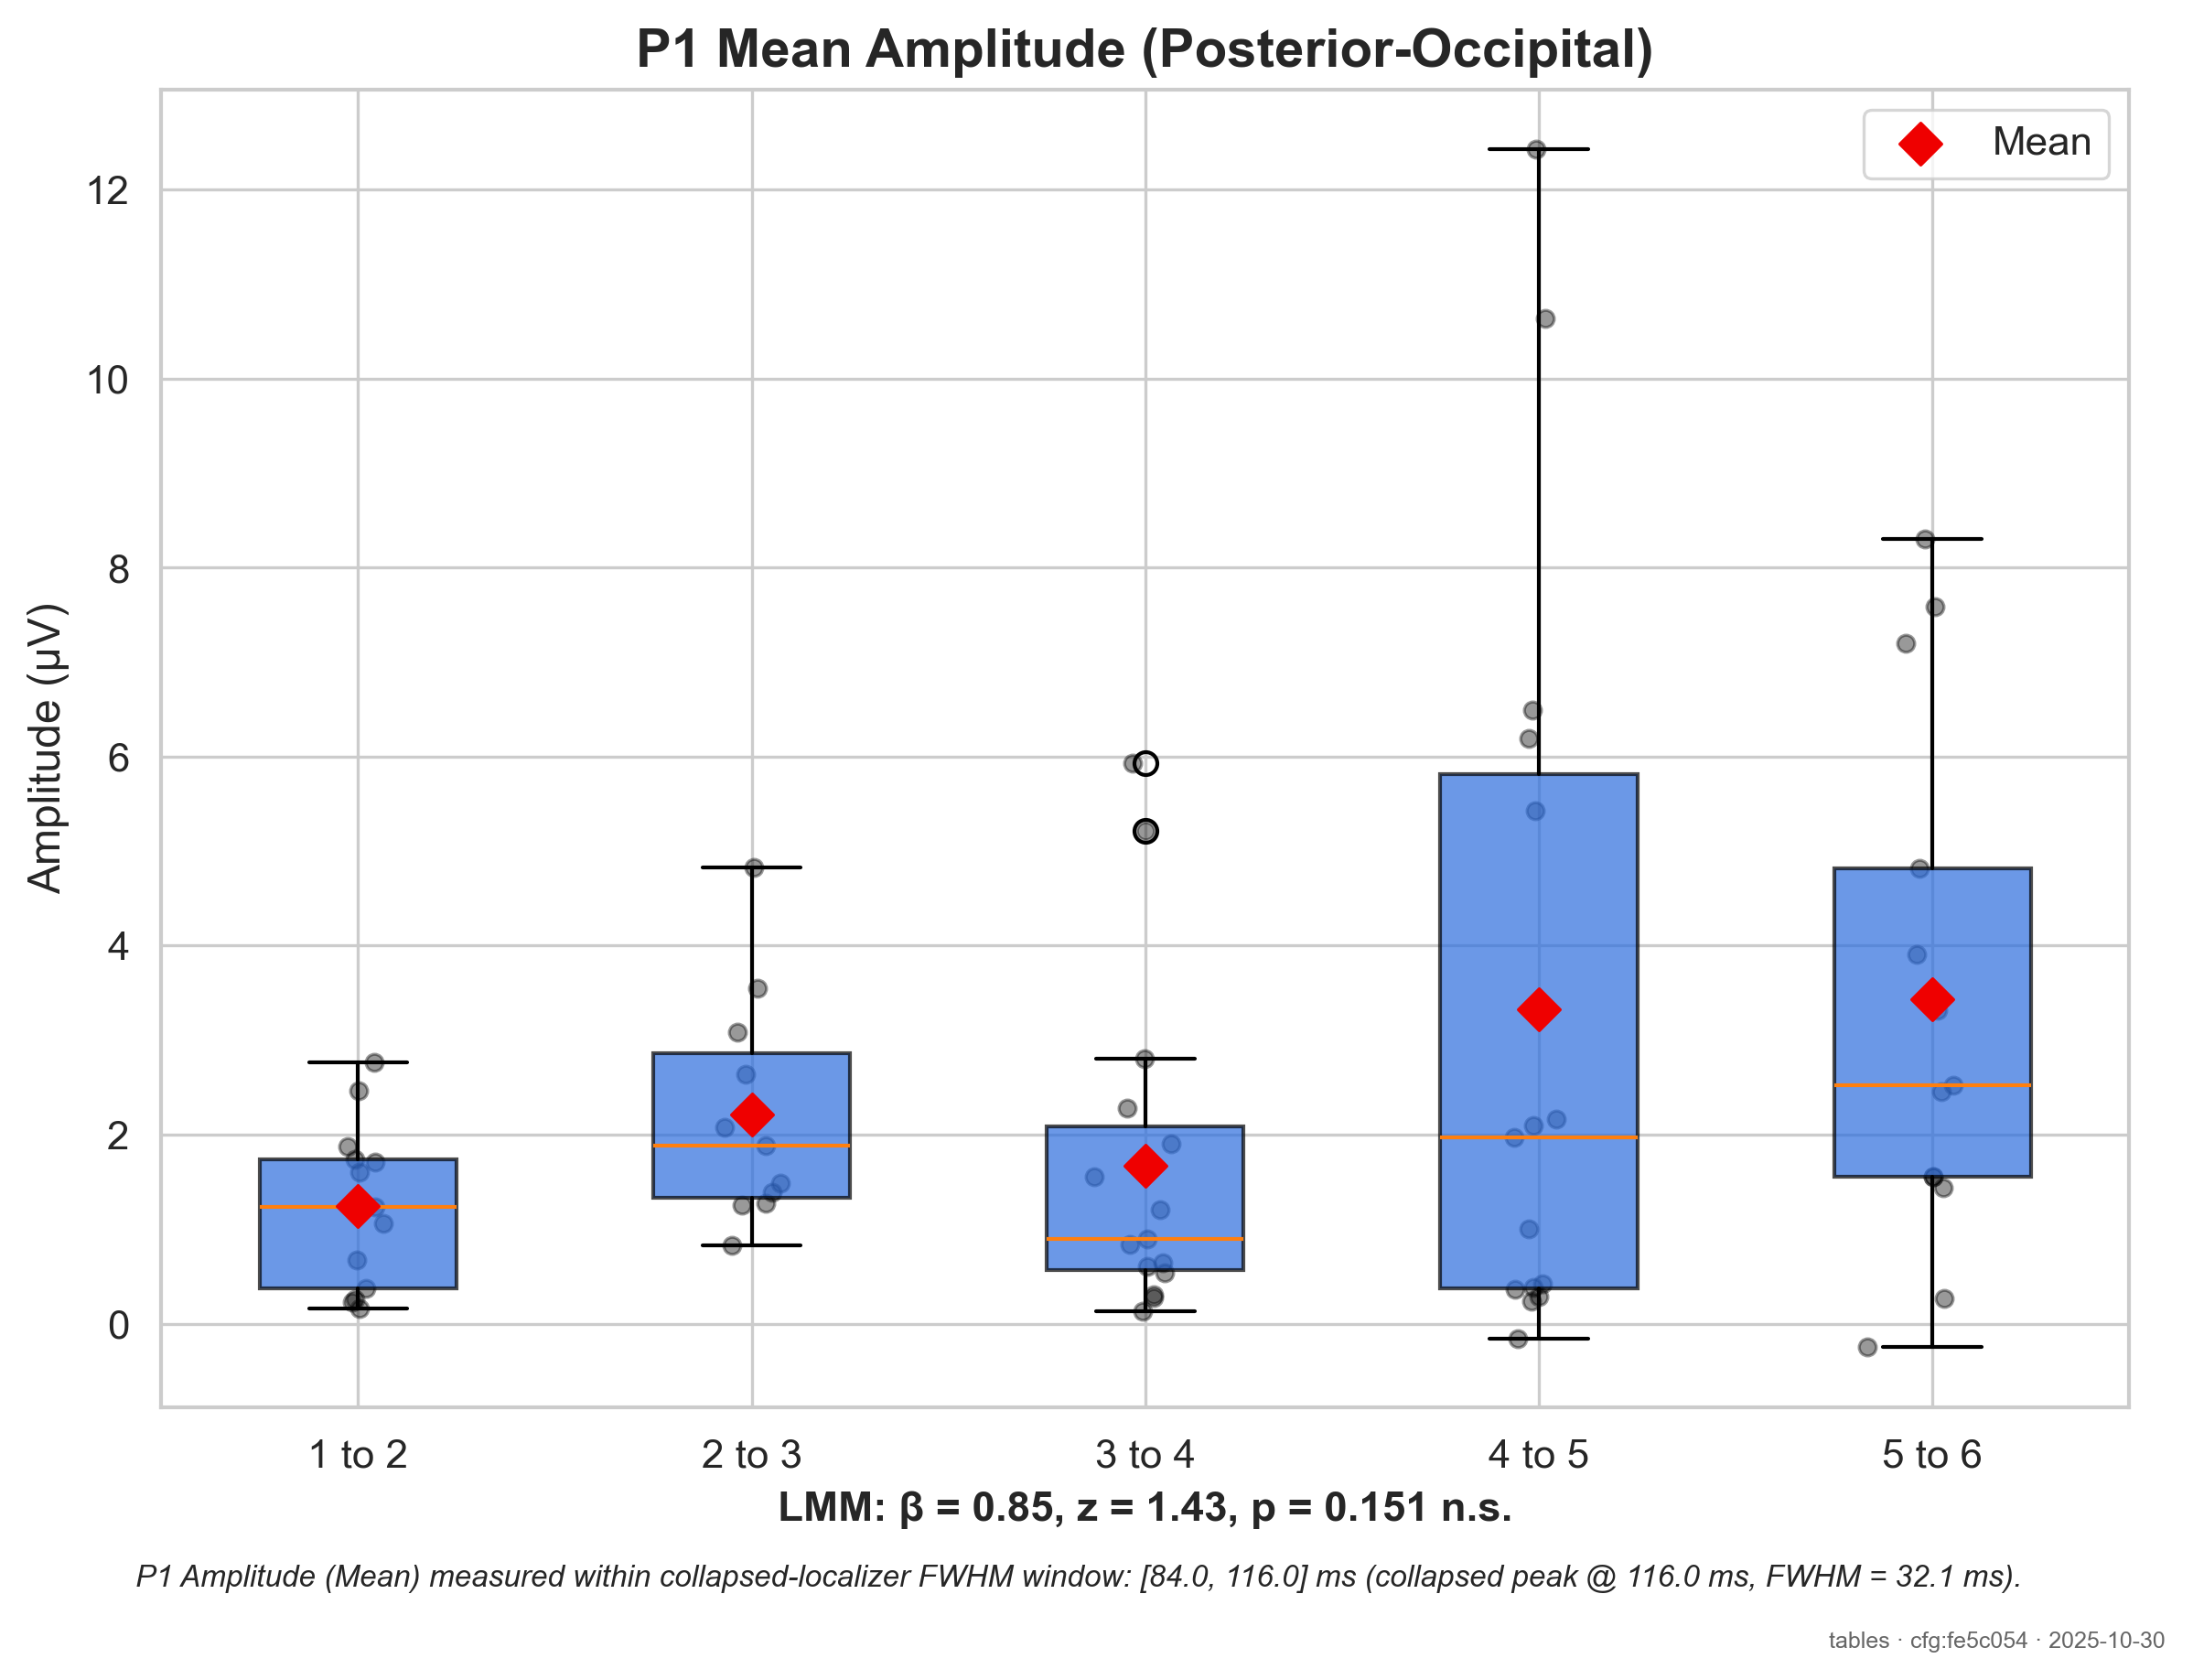 P1 Mean Amplitude (Posterior-Occipital)
Mean
12
10
8
6
4
2
0
Amplitude (µV)
1 to 2
2 to 3
3 to 4
4 to 5
5 to 6
LMM: β = 0.85, z = 1.43, p = 0.151 n.s.
P1 Amplitude (Mean) measured within collapsed-localizer FWHM window: [84.0, 116.0] ms (collapsed peak @ 116.0 ms, FWHM = 32.1 ms).
tables · cfg:fe5c054 · 2025-10-30